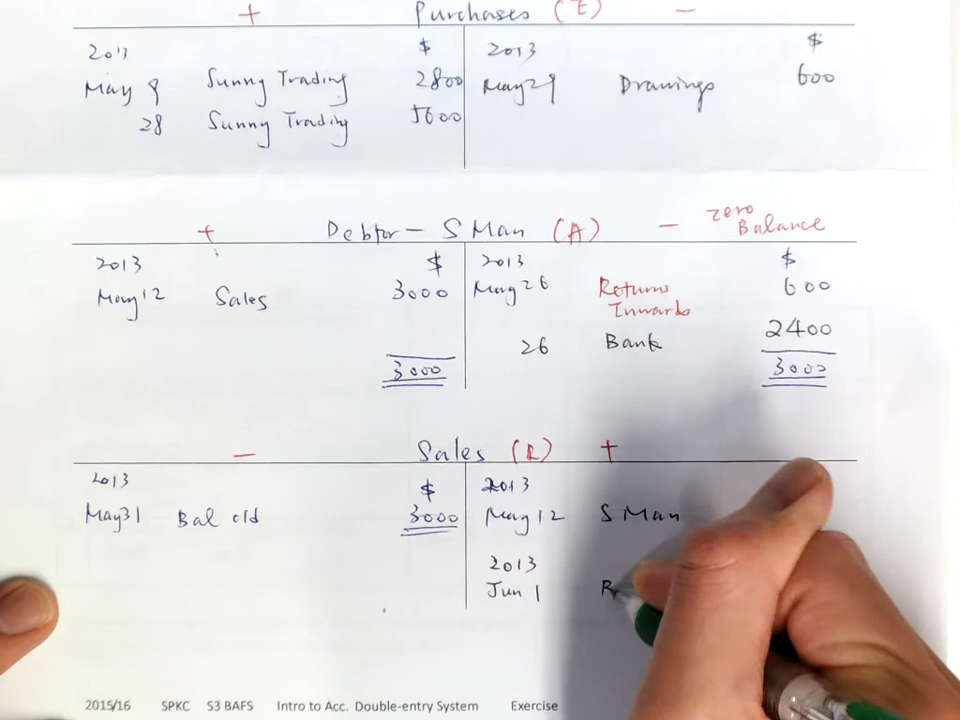 + Purchases (E) -
2013 $ 2013 $
May 9 Sunny Trading 2800 May 29 Drawings 600
28 Sunny Trading 5600
+ Debtor - S Man (A) - zero Balance
2013 $ 2013 $
May 12 Sales 3000 May 26 Returns Inwards 600
26 Bank 2400
3000 3000
- Sales (R) +
2013 $ 2013
May 31 Bal c/d 3000 May 12 S Man
2013
Jun 1
2015/16 SPKC S3 BAFS Intro to Acc. Double-entry System Exercise